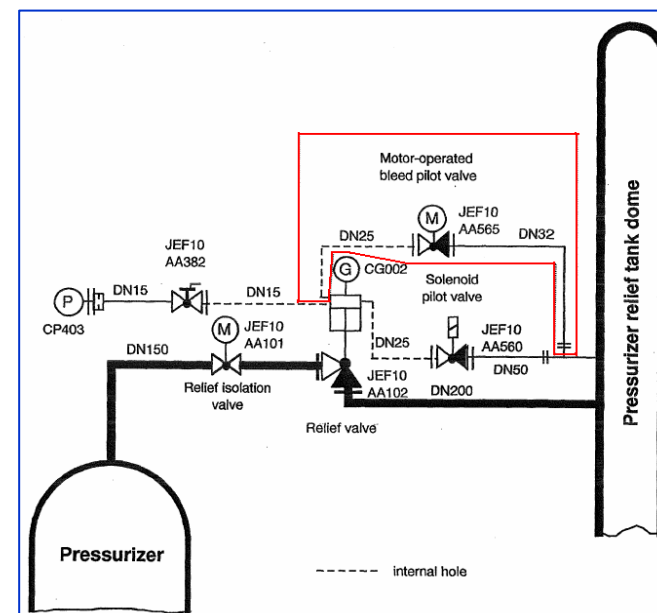 Motor-operated
bleed pilot valve
DN25
M
JEF10
AA565
DN32
JEF10
AA382
G
CG002
Solenoid
pilot valve
P
DN15
DN15
CP403
M
JEF10
AA101
DN25
JEF10
AA560
DN50
DN150
Relief isolation
valve
JEF10
AA102
DN200
Relief valve
Pressurizer relief tank dome
Pressurizer
internal hole